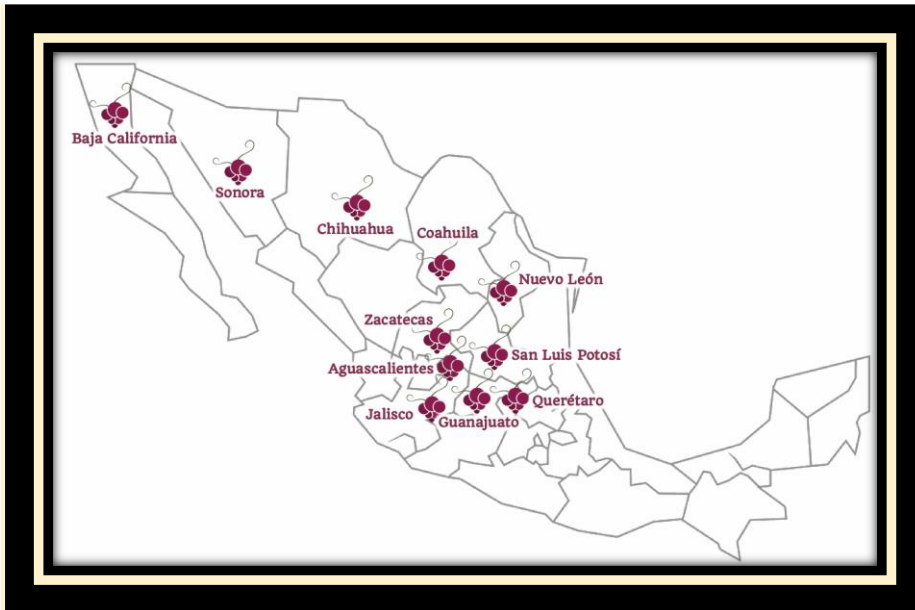 Baja California
Sonora
Chihuahua
Coahuila
Nuevo León
Zacatecas
San Luis Potosí
Aguascalientes
Querétaro
Jalisco
Guanajuato